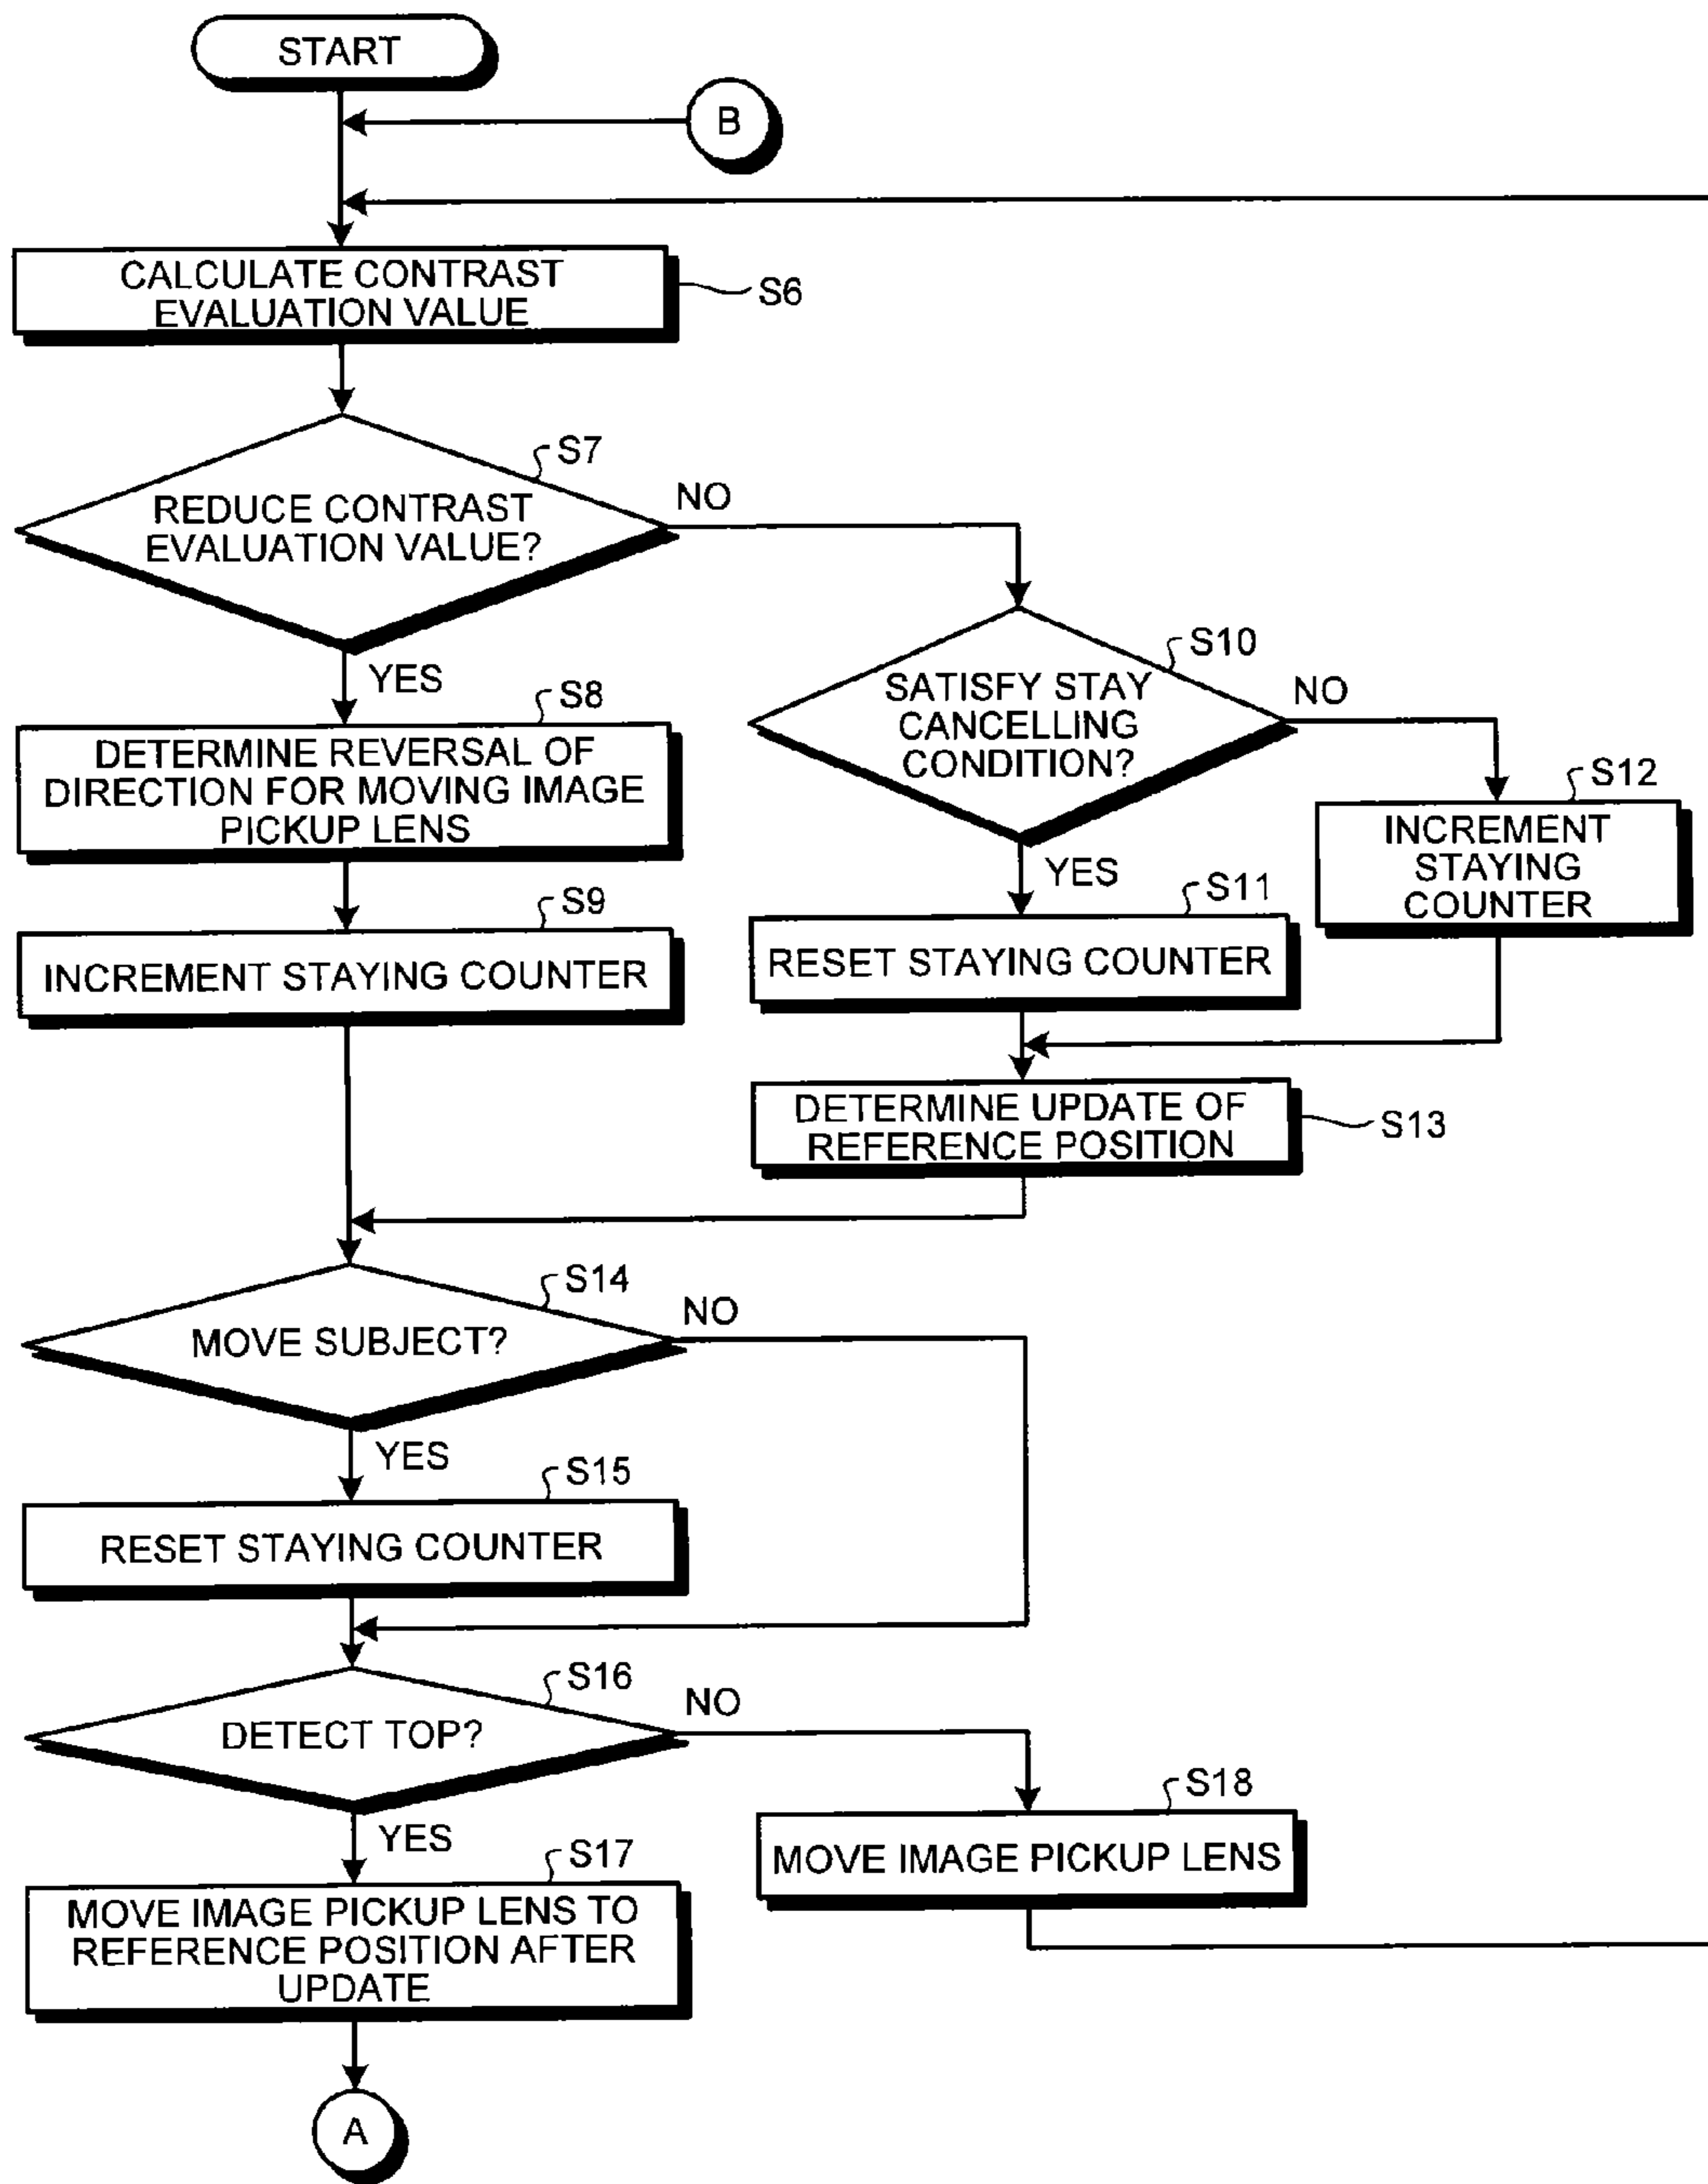 START
B
CALCULATE CONTRAST
EVALUATION VALUE
S6
S7
REDUCE CONTRAST
EVALUATION VALUE?
NO
YES
S8
DETERMINE REVERSAL OF
DIRECTION FOR MOVING IMAGE
PICKUP LENS
S9
INCREMENT STAYING COUNTER
S10
SATISFY STAY
CANCELLING
CONDITION?
NO
YES
S12
INCREMENT
STAYING
COUNTER
S11
RESET STAYING COUNTER
DETERMINE UPDATE OF
REFERENCE POSITION
S13
S14
MOVE SUBJECT?
NO
YES
S15
RESET STAYING COUNTER
S16
DETECT TOP?
NO
YES
S18
MOVE IMAGE PICKUP LENS
S17
MOVE IMAGE PICKUP LENS TO
REFERENCE POSITION AFTER
UPDATE
A